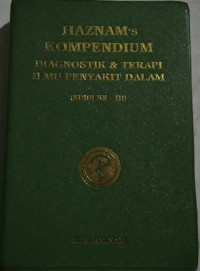 HAZNAM's
KOMPENDIUM
DIAGNOSTIK & TERAPI
ILMU PENYAKIT DALAM